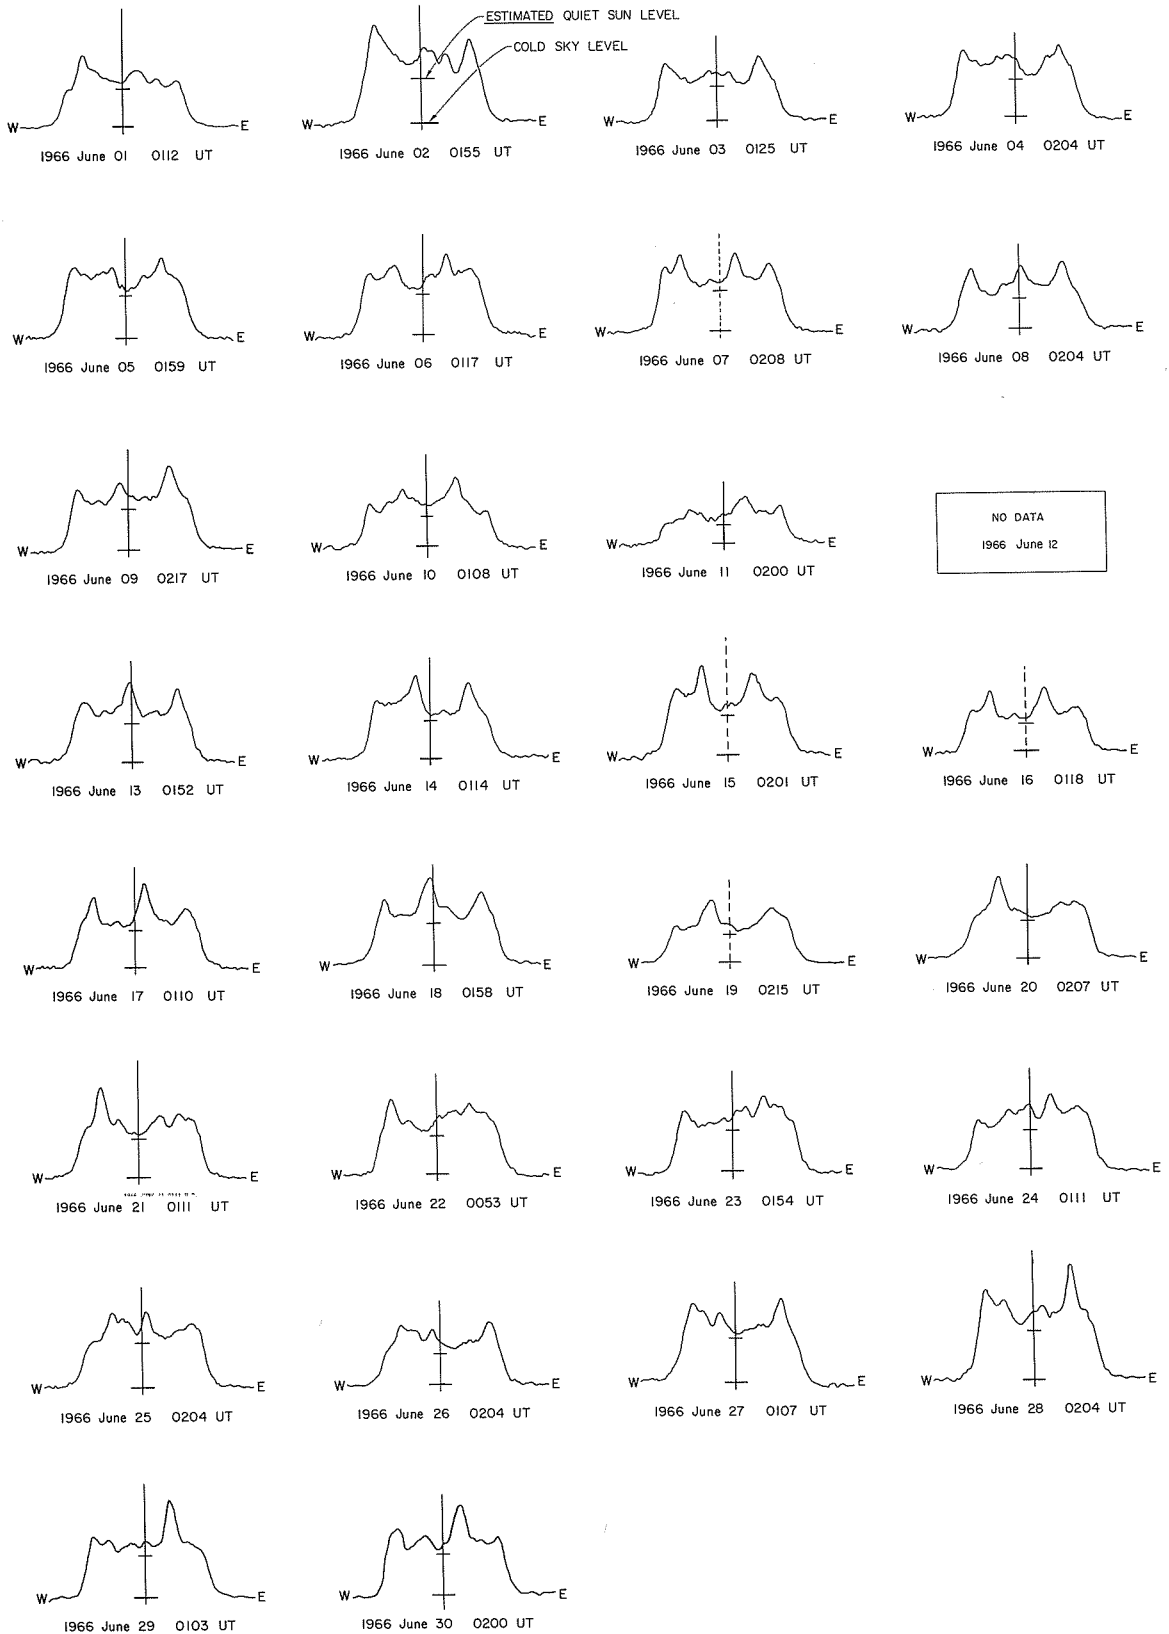 ESTIMATED QUIET SUN LEVEL
COLD SKY LEVEL
W E
1966 June 01 0112 UT
W E
1966 June 02 0155 UT
W E
1966 June 03 0125 UT
W E
1966 June 04 0204 UT
W E
1966 June 05 0159 UT
W E
1966 June 06 0117 UT
W E
1966 June 07 0208 UT
W E
1966 June 08 0204 UT
W E
1966 June 09 0217 UT
W E
1966 June 10 0108 UT
W E
1966 June 11 0200 UT
NO DATA
1966 June 12
W E
1966 June 13 0152 UT
W E
1966 June 14 0114 UT
W E
1966 June 15 0201 UT
W E
1966 June 16 0118 UT
W E
1966 June 17 0110 UT
W E
1966 June 18 0158 UT
W E
1966 June 19 0215 UT
W E
1966 June 20 0207 UT
W E
1966 June 21 0111 UT
W E
1966 June 22 0053 UT
W E
1966 June 23 0154 UT
W E
1966 June 24 0111 UT
W E
1966 June 25 0204 UT
W E
1966 June 26 0204 UT
W E
1966 June 27 0107 UT
W E
1966 June 28 0204 UT
W E
1966 June 29 0103 UT
W E
1966 June 30 0200 UT